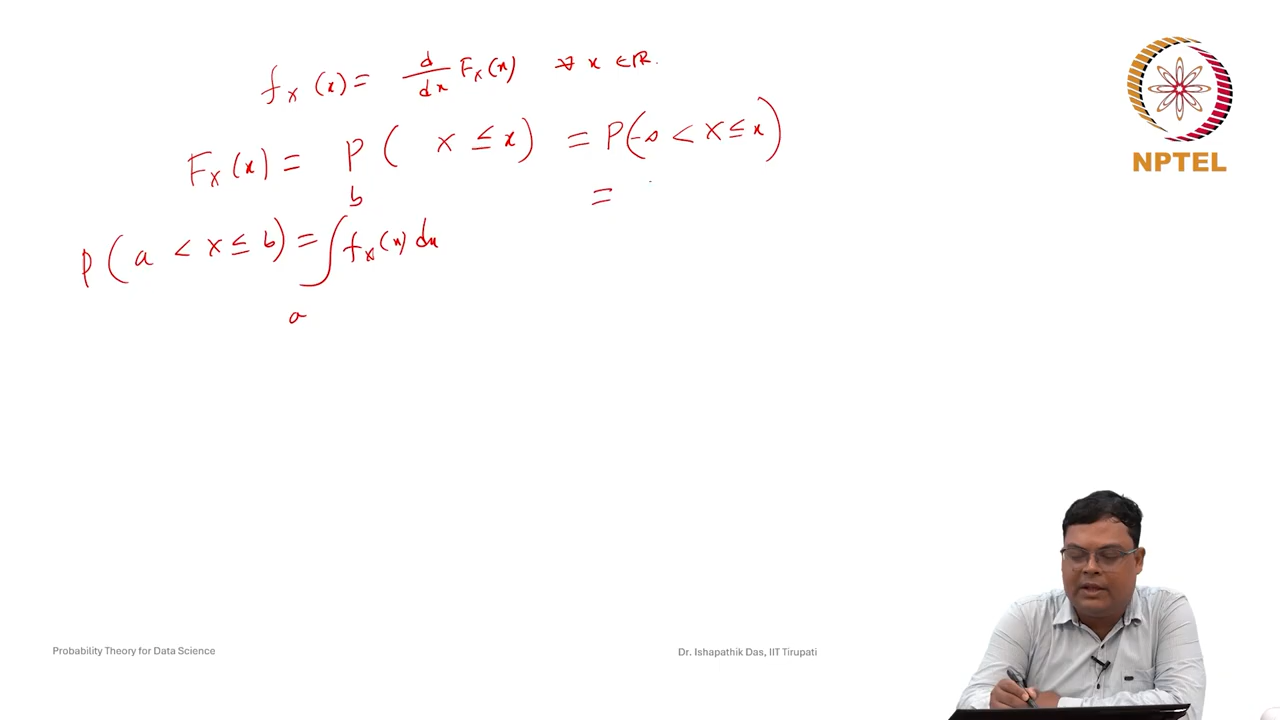 f_X(x) = d/dx F_X(x) ∀ x ∈ ℝ.
F_X(x) = P( X ≤ x) = P(-∞ < X ≤ x)
=
P(a < X ≤ b) = ∫_a^b f_X(x) dx
NPTEL
Probability Theory for Data Science
Dr. Ishapathik Das, IIT Tirupati